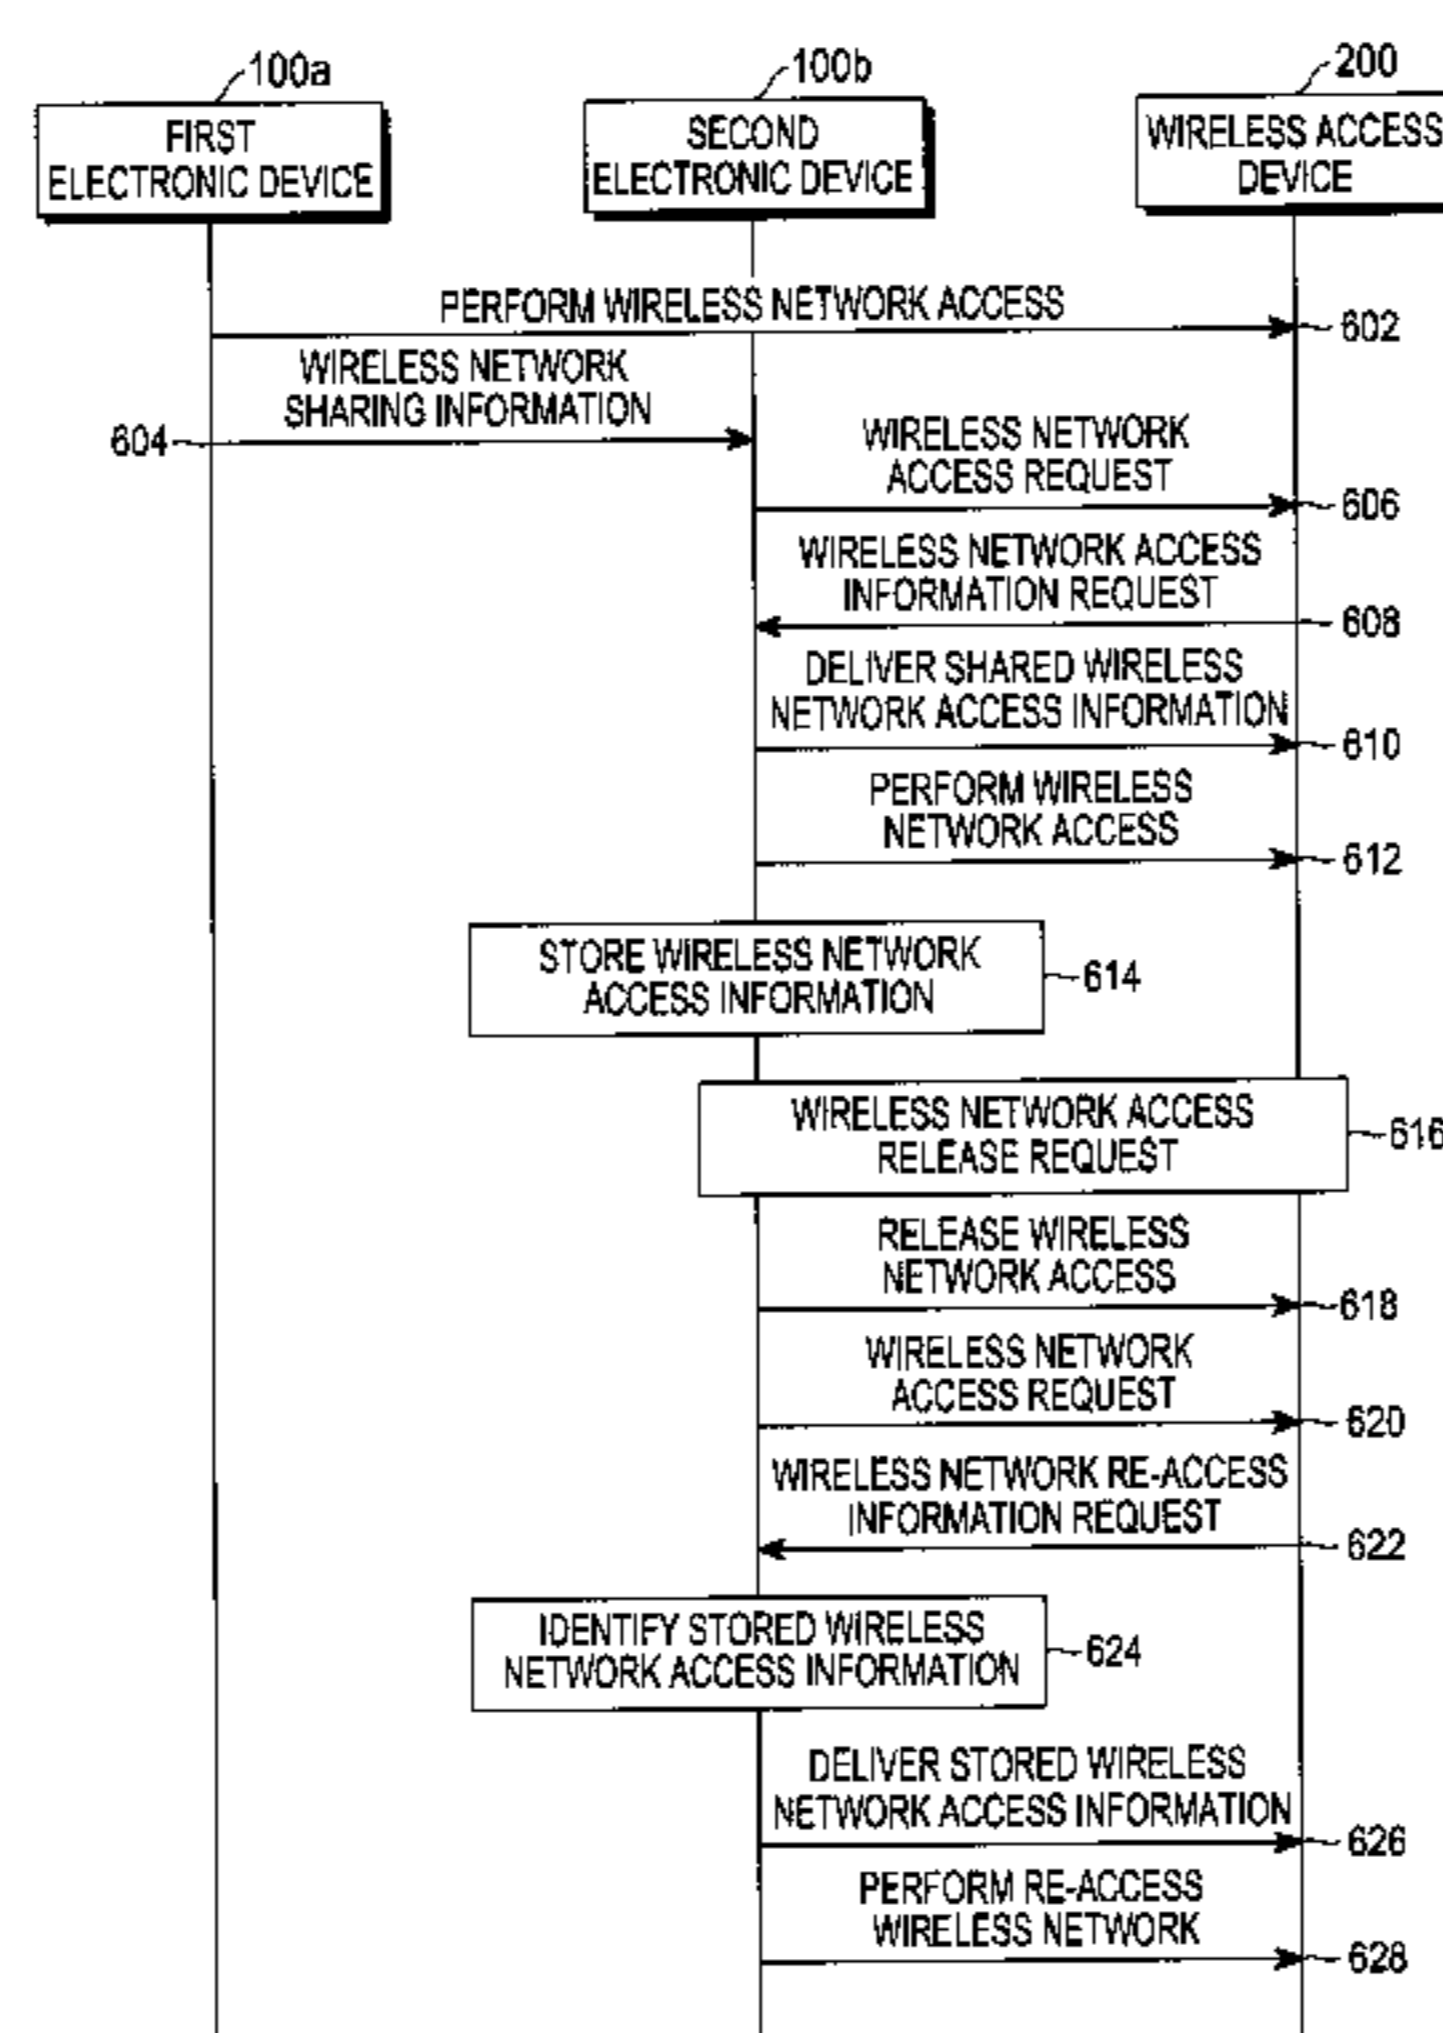 100a
100b
200
FIRST
ELECTRONIC DEVICE
SECOND
ELECTRONIC DEVICE
WIRELESS ACCESS
DEVICE
PERFORM WIRELESS NETWORK ACCESS
602
WIRELESS NETWORK
SHARING INFORMATION
604
WIRELESS NETWORK
ACCESS REQUEST
606
WIRELESS NETWORK ACCESS
INFORMATION REQUEST
608
DELIVER SHARED WIRELESS
NETWORK ACCESS INFORMATION
610
PERFORM WIRELESS
NETWORK ACCESS
612
STORE WIRELESS NETWORK
ACCESS INFORMATION
614
WIRELESS NETWORK ACCESS
RELEASE REQUEST
616
RELEASE WIRELESS
NETWORK ACCESS
618
WIRELESS NETWORK
ACCESS REQUEST
620
WIRELESS NETWORK RE-ACCESS
INFORMATION REQUEST
622
IDENTIFY STORED WIRELESS
NETWORK ACCESS INFORMATION
624
DELIVER STORED WIRELESS
NETWORK ACCESS INFORMATION
626
PERFORM RE-ACCESS
WIRELESS NETWORK
628